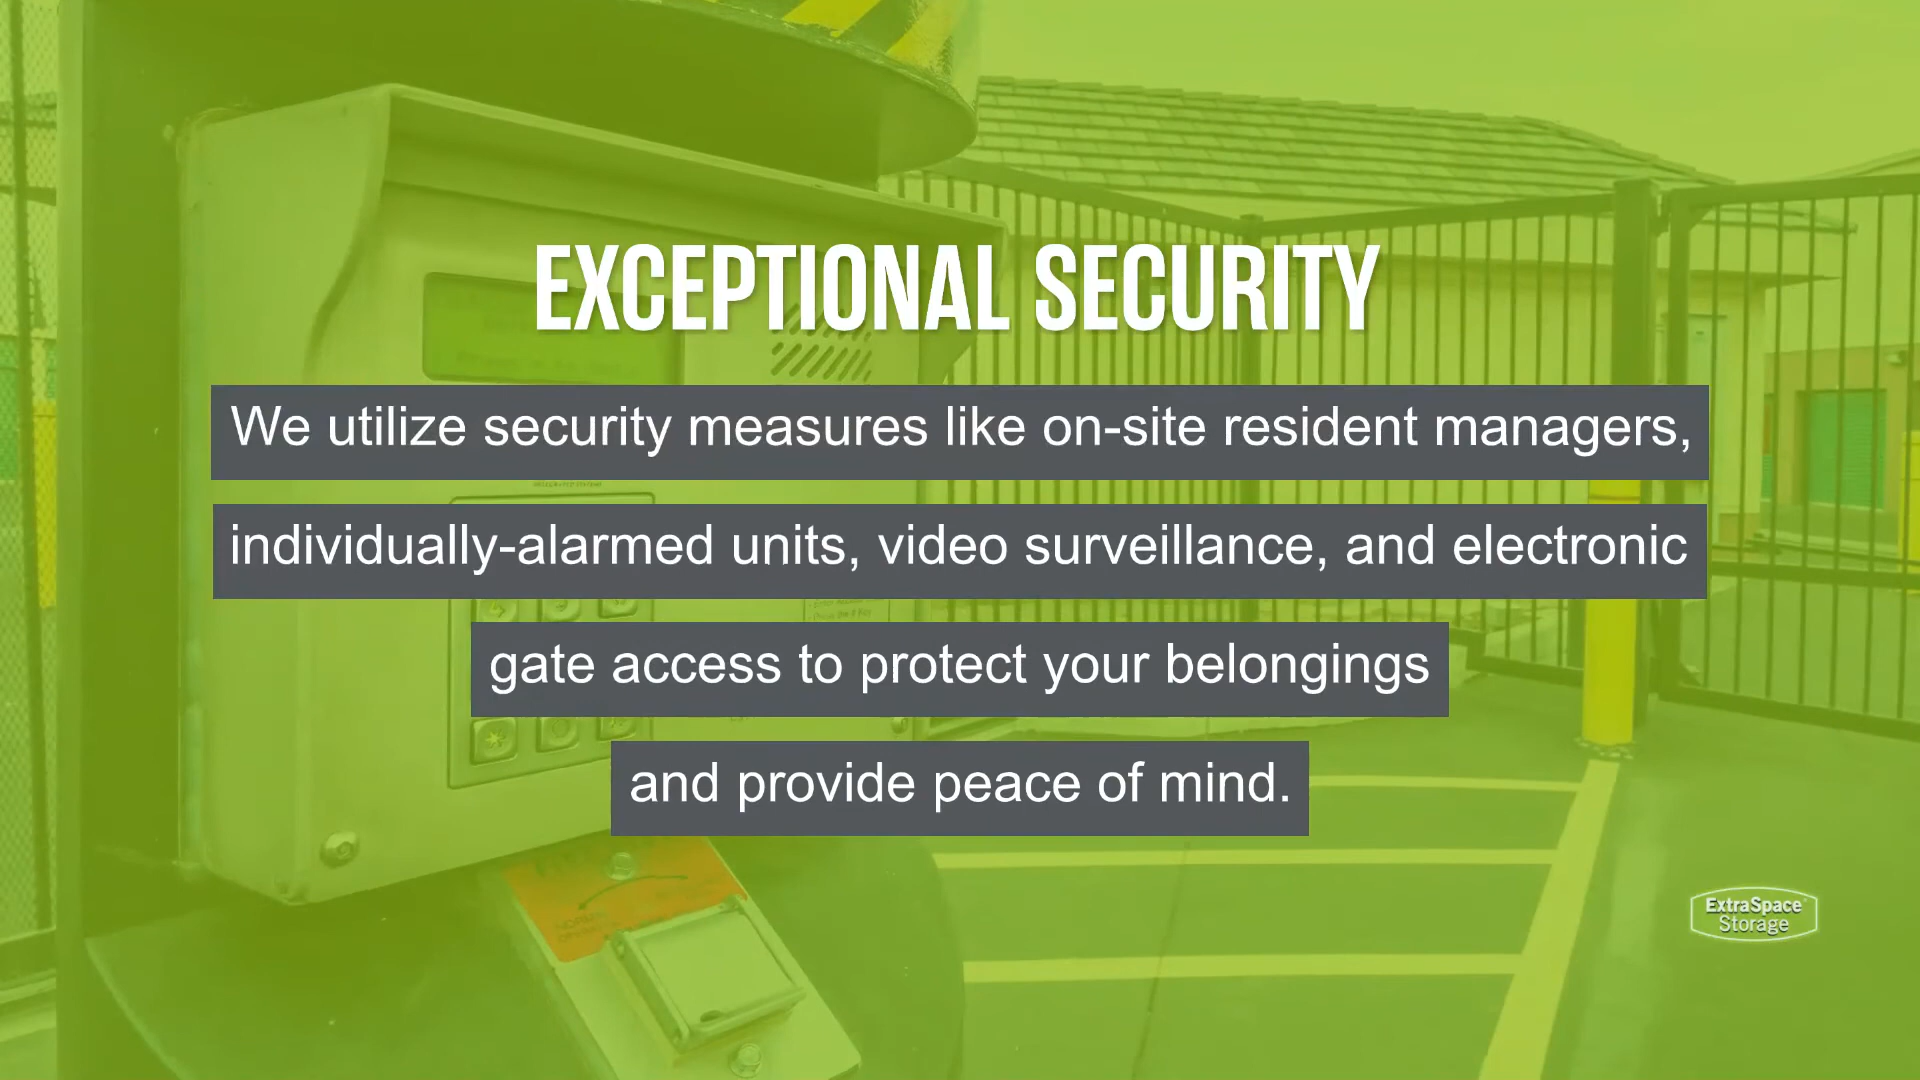 EXCEPTIONAL SECURITY
We utilize security measures like on-site resident managers,
individually-alarmed units, video surveillance, and electronic
gate access to protect your belongings
and provide peace of mind.
ExtraSpace
Storage